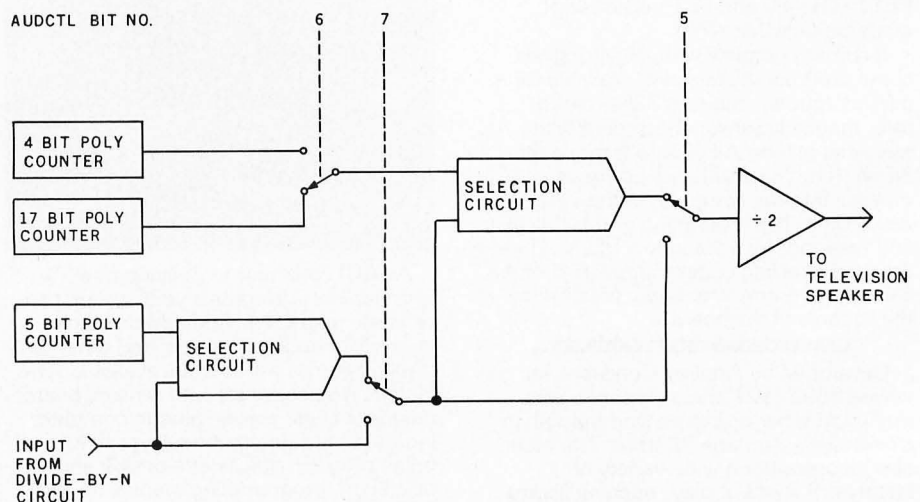 AUDCTL BIT NO.
6
7
5
4 BIT POLY
COUNTER
17 BIT POLY
COUNTER
SELECTION
CIRCUIT
÷ 2
TO
TELEVISION
SPEAKER
5 BIT POLY
COUNTER
SELECTION
CIRCUIT
INPUT
FROM
DIVIDE-BY-N
CIRCUIT